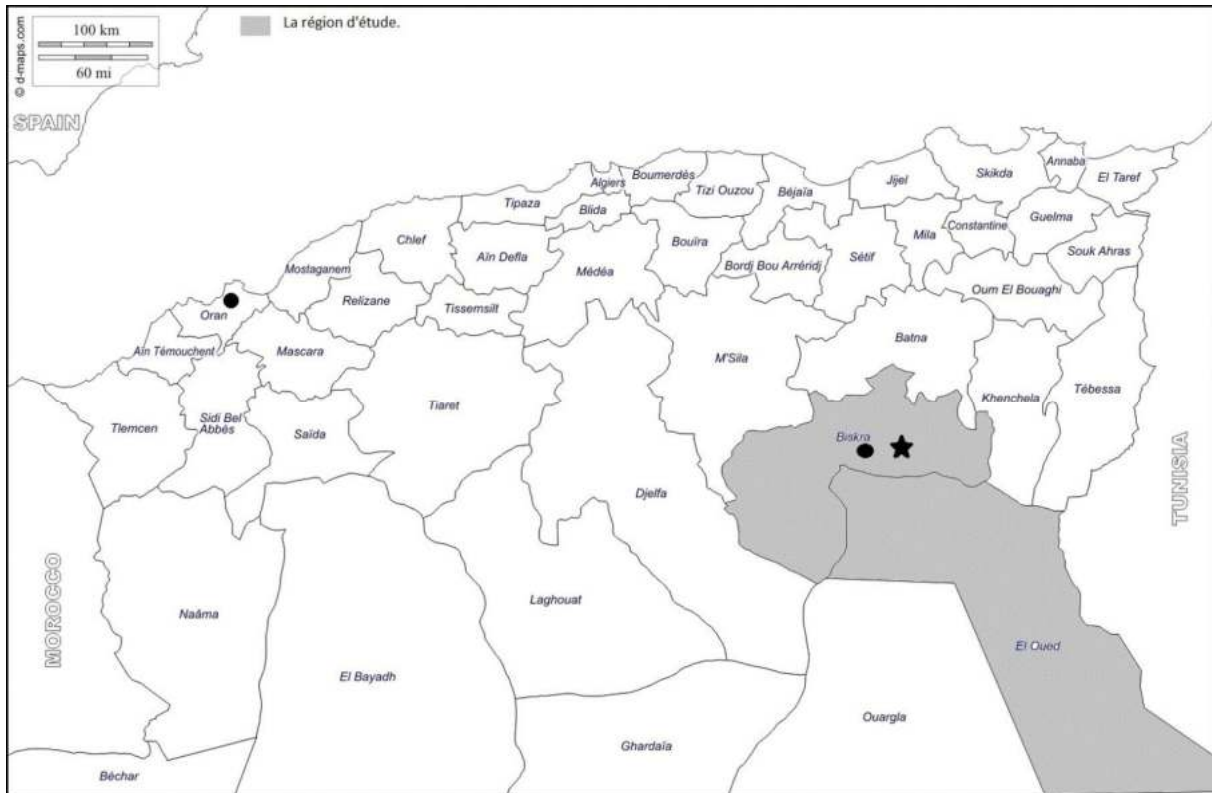 100 km
60 mi
© d-maps.com
La région d'étude.
SPAIN
Annaba
Skikda
El Taref
Boumerdès
Algiers
Tizi Ouzou
Béjaïa
Jijel
Tipaza
Blida
Guelma
Constantine
Mila
Chlef
Bouïra
Souk Ahras
Aïn Defla
Sétif
Médéa
Bordj Bou Arréridj
Mostaganem
Oum El Bouaghi
Relizane
Tissemsilt
Oran
Batna
Aïn Témouchent
Mascara
M'Sila
Tébessa
Khenchela
Tiaret
Sidi Bel
Abbès
Tlemcen
Saïda
Biskra
Djelfa
TUNISIA
Laghouat
Naâma
MOROCCO
El Oued
El Bayadh
Ouargla
Ghardaïa
Béchar